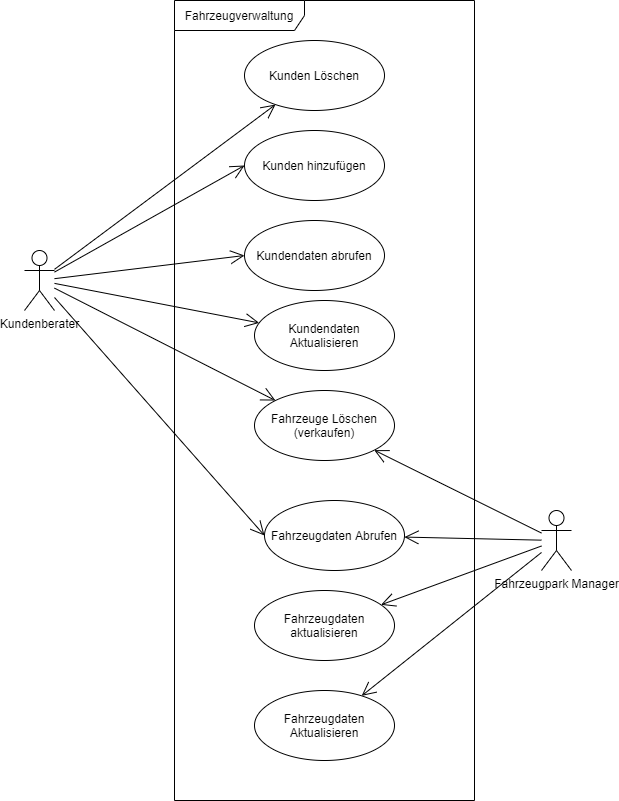 Fahrzeugverwaltung
Kunden Löschen
Kunden hinzufügen
Kundendaten abrufen
Kundenberater
Kundendaten
Aktualisieren
Fahrzeuge Löschen
(verkaufen)
Fahrzeugdaten Abrufen
Fahrzeugpark Manager
Fahrzeugdaten
aktualisieren
Fahrzeugdaten
Aktualisieren